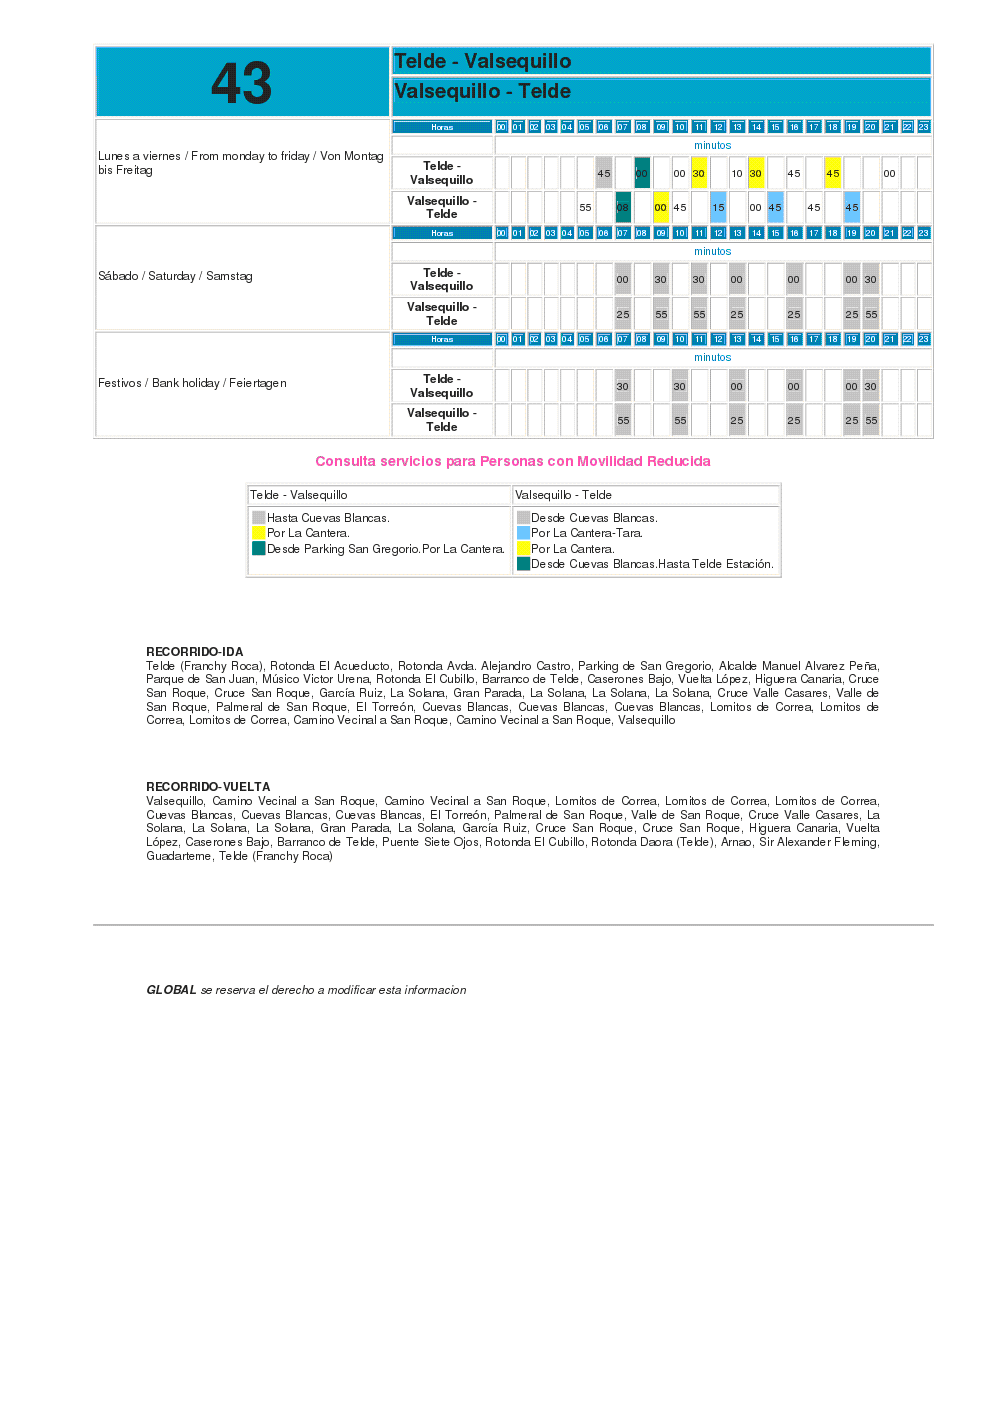 43
Telde - Valsequillo
Valsequillo - Telde
Lunes a viernes / From monday to friday / Von Montag
bis Freitag
Horas 00 01 02 03 04 05 06 07 08 09 10 11 12 13 14 15 16 17 18 19 20 21 22 23
minutos
Telde -
Valsequillo
45 00 00 30 10 30 45 45 00
Valsequillo -
Telde
55 08 00 45 15 00 45 45 45
Sábado / Saturday / Samstag
Horas 00 01 02 03 04 05 06 07 08 09 10 11 12 13 14 15 16 17 18 19 20 21 22 23
minutos
Telde -
Valsequillo
00 30 30 00 00 00 30
Valsequillo -
Telde
25 55 55 25 25 25 55
Festivos / Bank holiday / Feiertagen
Horas 00 01 02 03 04 05 06 07 08 09 10 11 12 13 14 15 16 17 18 19 20 21 22 23
minutos
Telde -
Valsequillo
30 30 00 00 00 30
Valsequillo -
Telde
55 55 25 25 25 55
Consulta servicios para Personas con Movilidad Reducida
Telde - Valsequillo
Hasta Cuevas Blancas.
Por La Cantera.
Desde Parking San Gregorio.Por La Cantera.
Valsequillo - Telde
Desde Cuevas Blancas.
Por La Cantera-Tara.
Por La Cantera.
Desde Cuevas Blancas.Hasta Telde Estación.
RECORRIDO-IDA
Telde (Franchy Roca), Rotonda El Acueducto, Rotonda Avda. Alejandro Castro, Parking de San Gregorio, Alcalde Manuel Alvarez Peña,
Parque de San Juan, Músico Victor Urena, Rotonda El Cubillo, Barranco de Telde, Caserones Bajo, Vuelta López, Higuera Canaria, Cruce
San Roque, Cruce San Roque, García Ruiz, La Solana, Gran Parada, La Solana, La Solana, La Solana, Cruce Valle Casares, Valle de
San Roque, Palmeral de San Roque, El Torreón, Cuevas Blancas, Cuevas Blancas, Cuevas Blancas, Lomitos de Correa, Lomitos de
Correa, Lomitos de Correa, Camino Vecinal a San Roque, Camino Vecinal a San Roque, Valsequillo
RECORRIDO-VUELTA
Valsequillo, Camino Vecinal a San Roque, Camino Vecinal a San Roque, Lomitos de Correa, Lomitos de Correa, Lomitos de Correa,
Cuevas Blancas, Cuevas Blancas, Cuevas Blancas, El Torreón, Palmeral de San Roque, Valle de San Roque, Cruce Valle Casares, La
Solana, La Solana, La Solana, Gran Parada, La Solana, García Ruiz, Cruce San Roque, Cruce San Roque, Higuera Canaria, Vuelta
López, Caserones Bajo, Barranco de Telde, Puente Siete Ojos, Rotonda El Cubillo, Rotonda Daora (Telde), Arnao, Sir Alexander Fleming,
Guadarteme, Telde (Franchy Roca)
GLOBAL se reserva el derecho a modificar esta informacion